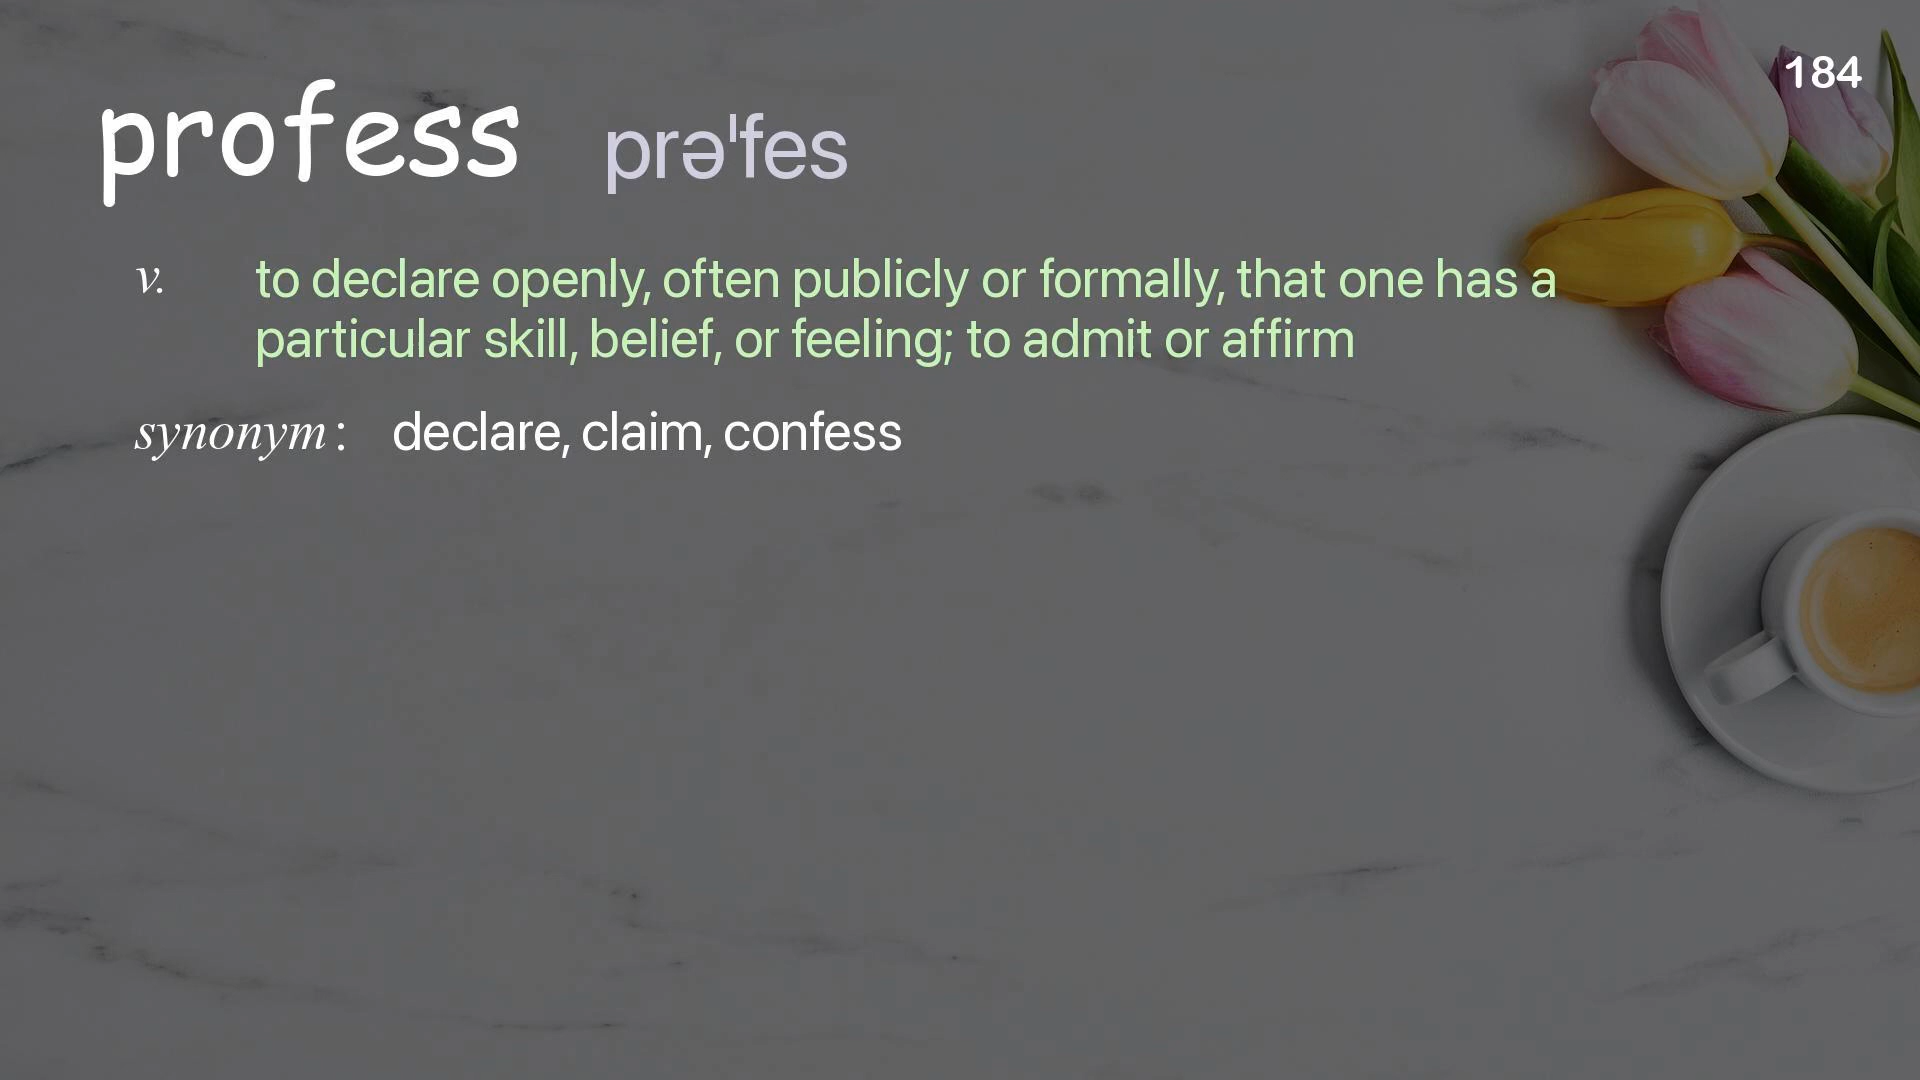 184
profess prəˈfes
v. to declare openly, often publicly or formally, that one has a
particular skill, belief, or feeling; to admit or affirm
synonym : declare, claim, confess